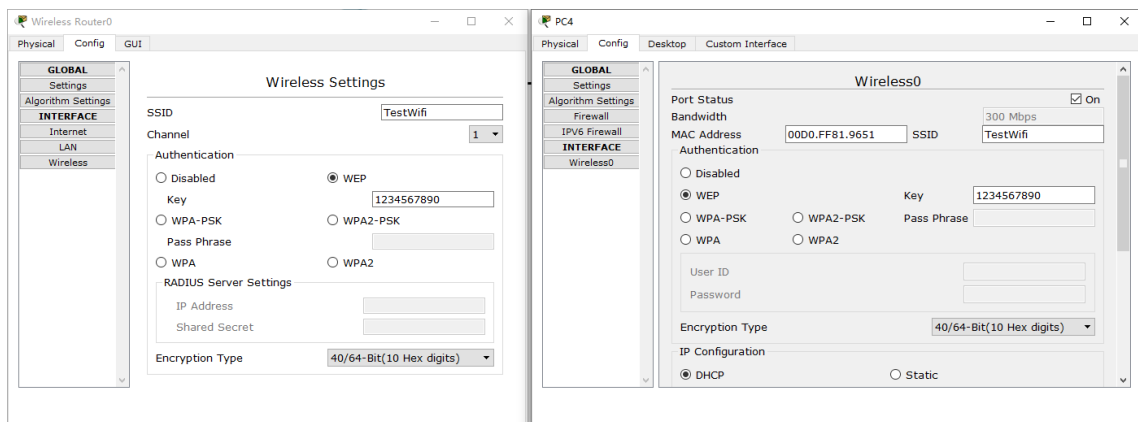 Wireless Router0
Physical Config GUI
GLOBAL
Settings
Algorithm Settings
INTERFACE
Internet
LAN
Wireless
Wireless Settings
SSID TestWifi
Channel 1
Authentication
Disabled WEP
Key 1234567890
WPA-PSK WPA2-PSK
Pass Phrase
WPA WPA2
RADIUS Server Settings
IP Address
Shared Secret
Encryption Type 40/64-Bit(10 Hex digits)
PC4
Physical Config Desktop Custom Interface
GLOBAL
Settings
Algorithm Settings
Firewall
IPV6 Firewall
INTERFACE
Wireless0
Wireless0
Port Status On
Bandwidth 300 Mbps
MAC Address 00D0.FF81.9651 SSID TestWifi
Authentication
Disabled
WEP Key 1234567890
WPA-PSK WPA2-PSK Pass Phrase
WPA WPA2
User ID
Password
Encryption Type 40/64-Bit(10 Hex digits)
IP Configuration
DHCP Static